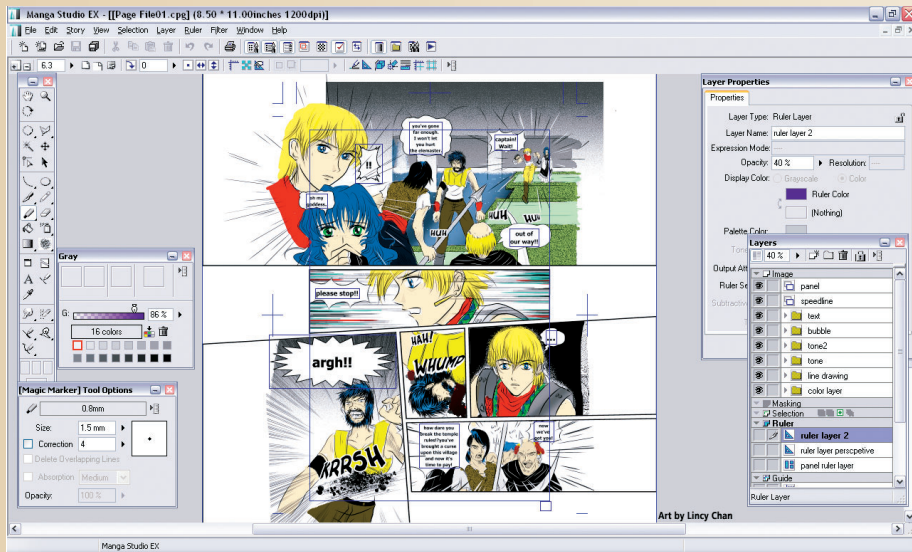 Manga Studio EX - [[Page File01.cpg] (8.50 * 11.00inches 1200dpi)]
File Edit Story View Selection Layer Ruler Filter Window Help
6.3
0
you've gone
far enough.
I won't let
you hurt
the elemaster.
captain!
Wait!
!!
oh my
goddess.
HUH
HUH
out of
our way!!
please stop!!
argh!!
HAH!
WHUMP
...
KRRSH
how dare you
break the temple
rules!?you've
brought a curse
upon this village
and now it's
time to pay!
now
we've
got you!
Art by Lincy Chan
Gray
G:
86 %
16 colors
[Magic Marker] Tool Options
0.8mm
Size:
1.5 mm
Correction
4
Delete Overlapping Lines
Absorption
Medium
Opacity:
100 %
Layer Properties
Properties
Layer Type: Ruler Layer
Layer Name: ruler layer 2
Expression Mode: ---
Opacity: 40 % Resolution: ---
Display Color: Grayscale Color
Ruler Color
(Nothing)
Palette Color:
Tone
Output Att
Ruler Se
Subtractive
Layers
40 %
Image
panel
speedline
text
bubble
tone2
tone
line drawing
color layer
Masking
Selection
Ruler
ruler layer 2
ruler layer perscpetive
panel ruler layer
Guide
Ruler Layer
Manga Studio EX